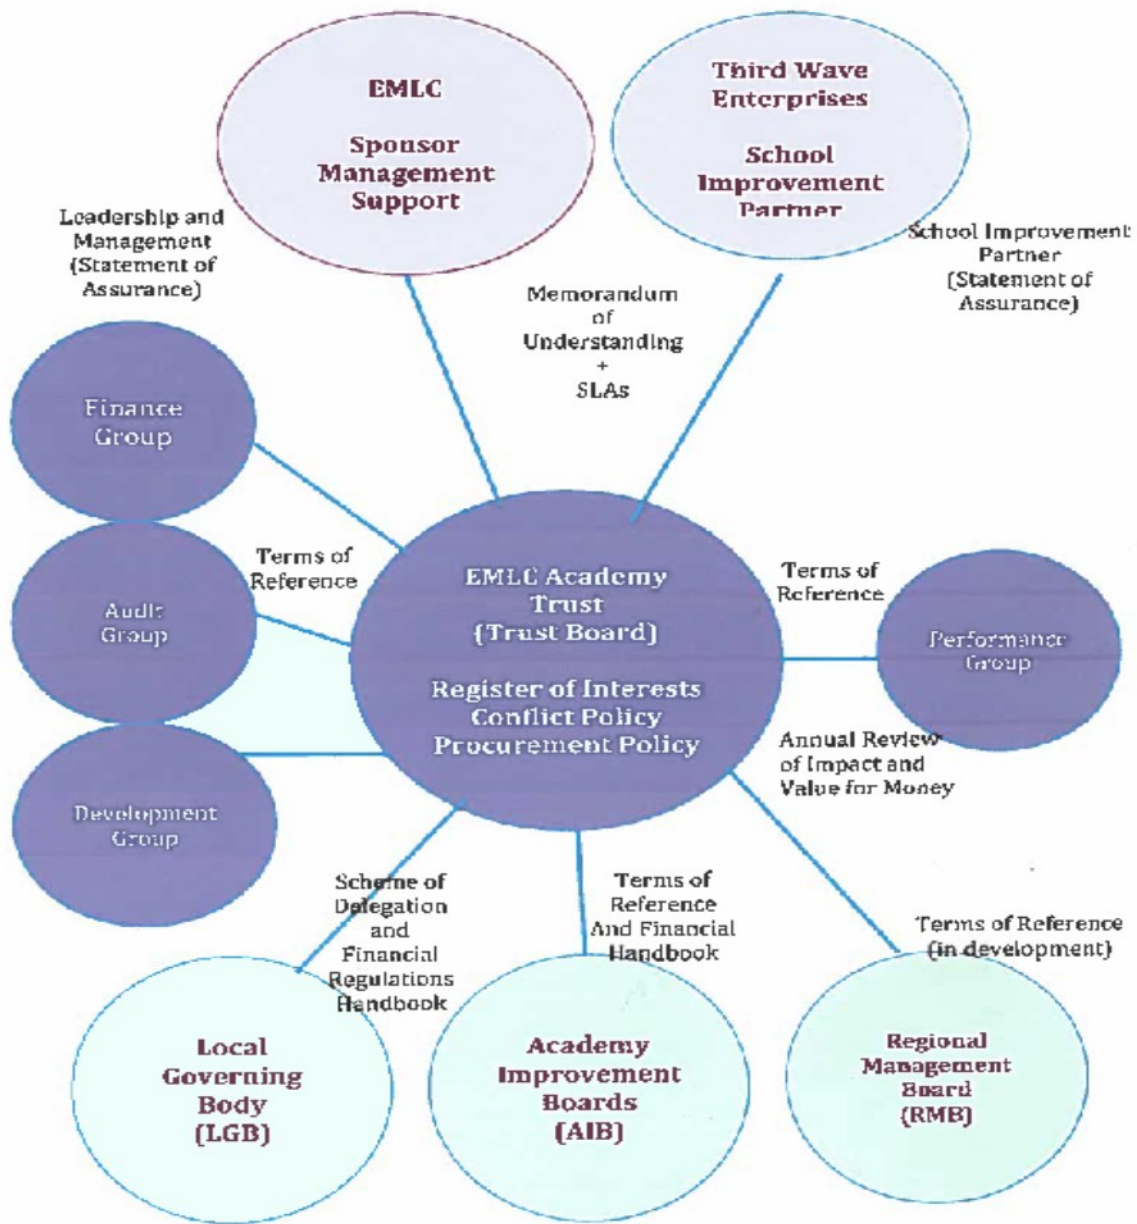 EMLC
Sponsor
Management
Support
Third Wave
Enterprises
School
Improvement
Partner
Leadership and
Management
(Statement of
Assurance)
School Improvement
Partner
(Statement of
Assurance)
Memorandum
of
Understanding
+
SLAs
Finance
Group
Terms of
Reference
Audit
Group
EMLC Academy
Trust
(Trust Board)
Register of Interests
Conflict Policy
Procurement Policy
Terms of
Reference
Performance
Group
Annual Review
of Impact and
Value for Money
Development
Group
Scheme of
Delegation
and
Financial
Regulations
Handbook
Terms of
Reference
And Financial
Handbook
Terms of Reference
(in development)
Local
Governing
Body
(LGB)
Academy
Improvement
Boards
(AIB)
Regional
Management
Board
(RMB)